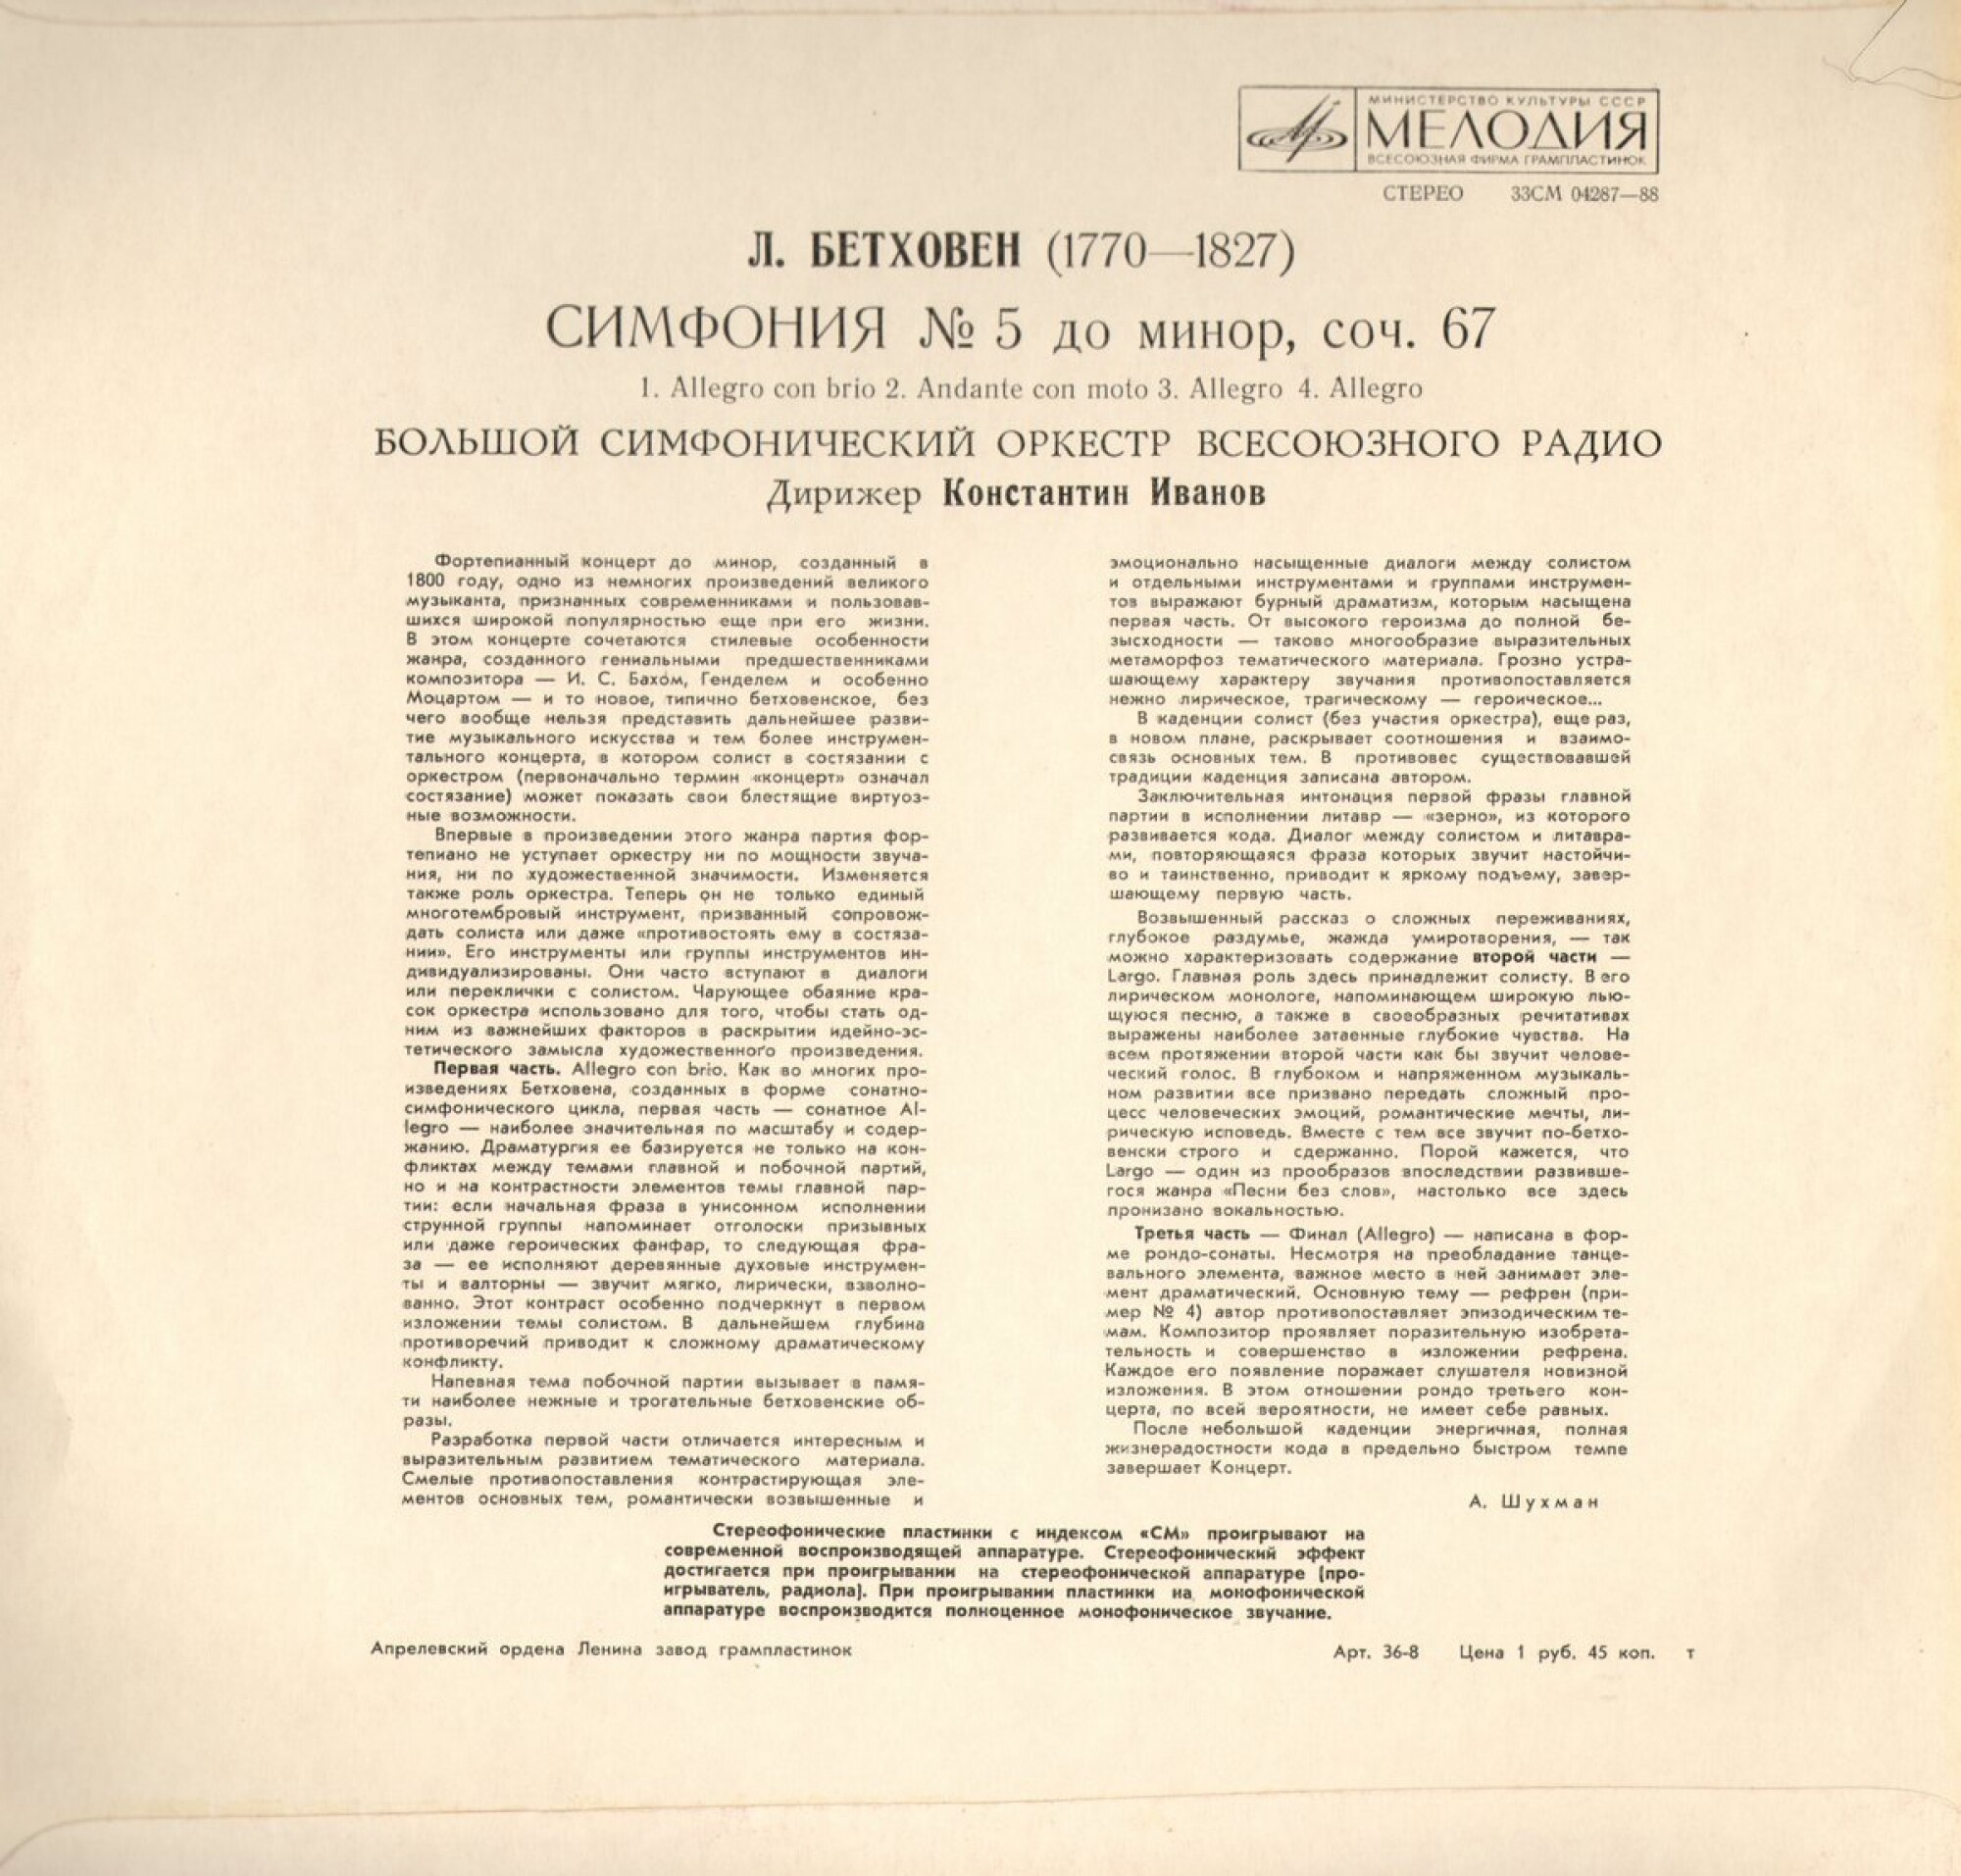 МИНИСТЕРСТВО КУЛЬТУРЫ СССР
МЕЛОДИЯ
ВСЕСОЮЗНАЯ ФИРМА ГРАМПЛАСТИНОК
СТЕРЕО 33СМ 04287—88
Л. БЕТХОВЕН (1770—1827)
СИМФОНИЯ № 5 до минор, соч. 67
1. Allegro con brio 2. Andante con moto 3. Allegro 4. Allegro
БОЛЬШОЙ СИМФОНИЧЕСКИЙ ОРКЕСТР ВСЕСОЮЗНОГО РАДИО
Дирижер Константин Иванов
Фортепианный концерт до минор, созданный в
1800 году, одно из немногих произведений великого
музыканта, признанных современниками и пользовав-
шихся широкой популярностью еще при его жизни.
В этом концерте сочетаются стилевые особенности
жанра, созданного гениальными предшественниками
композитора — И. С. Бахом, Генделем и особенно
Моцартом — и то новое, типично бетховенское, без
чего вообще нельзя представить дальнейшее разви-
тие музыкального искусства и тем более инструмен-
тального концерта, в котором солист в состязании с
оркестром (первоначально термин «концерт» означал
состязание) может показать свои блестящие виртуоз-
ные возможности.
Впервые в произведении этого жанра партия фор-
тепиано не уступает оркестру ни по мощности звуча-
ния, ни по художественной значимости. Изменяется
также роль оркестра. Теперь он не только единый
многотембровый инструмент, призванный сопровож-
дать солиста или даже «противостоять ему в состяза-
нии». Его инструменты или группы инструментов ин-
дивидуализированы. Они часто вступают в диалоги
или переклички с солистом. Чарующее обаяние кра-
сок оркестра использовано для того, чтобы стать од-
ним из важнейших факторов в раскрытии идейно-эс-
тетического замысла художественного произведения.
Первая часть. Allegro con brio. Как во многих про-
изведениях Бетховена, созданных в форме сонатно-
симфонического цикла, первая часть — сонатное Al-
legro — наиболее значительная по масштабу и содер-
жанию. Драматургия ее базируется не только на кон-
фликтах между темами главной и побочной партий,
но и на контрастности элементов темы главной пар-
тии: если начальная фраза в унисонном исполнении
струнной группы напоминает отголоски призывных
или даже героических фанфар, то следующая фра-
за — ее исполняют деревянные духовые инструмен-
ты и валторны — звучит мягко, лирически, взволно-
ванно. Этот контраст особенно подчеркнут в первом
изложении темы солистом. В дальнейшем глубина
противоречий приводит к сложному драматическому
конфликту.
Напевная тема побочной партии вызывает в памя-
ти наиболее нежные и трогательные бетховенские об-
разы.
Разработка первой части отличается интересным и
выразительным развитием тематического материала.
Смелые противопоставления контрастирующая эле-
ментов основных тем, романтически возвышенные и
эмоционально насыщенные диалоги между солистом
и отдельными инструментами и группами инструмен-
тов выражают бурный драматизм, которым насыщена
первая часть. От высокого героизма до полной бе-
зысходности — таково многообразие выразительных
метаморфоз тематического материала. Грозно устра-
шающему характеру звучания противопоставляется
нежно лирическое, трагическому — героическое...
В каденции солист (без участия оркестра), еще раз,
в новом плане, раскрывает соотношения и взаимо-
связь основных тем. В противовес существовавшей
традиции каденция записана автором.
Заключительная интонация первой фразы главной
партии в исполнении литавр — «зерно», из которого
развивается кода. Диалог между солистом и литавра-
ми, повторяющаяся фраза которых звучит настойчи-
во и таинственно, приводит к яркому подъему, завер-
шающему первую часть.
Возвышенный рассказ о сложных переживаниях,
глубокое раздумье, жажда умиротворения, — так
можно характеризовать содержание второй части —
Largo. Главная роль здесь принадлежит солисту. В его
лирическом монологе, напоминающем широкую лью-
щуюся песню, а также в своеобразных речитативах
выражены наиболее затаенные глубокие чувства. На
всем протяжении второй части как бы звучит челове-
ческий голос. В глубоком и напряженном музыкаль-
ном развитии все призвано передать сложный про-
цесс человеческих эмоций, романтические мечты, ли-
рическую исповедь. Вместе с тем все звучит по-бетхо-
венски строго и сдержанно. Порой кажется, что
Largo — один из прообразов впоследствии развивше-
гося жанра «Песни без слов», настолько все здесь
пронизано вокальностью.
Третья часть — Финал (Allegro) — написана в фор-
ме рондо-сонаты. Несмотря на преобладание танце-
вального элемента, важное место в ней занимает эле-
мент драматический. Основную тему — рефрен (при-
мер № 4) автор противопоставляет эпизодическим те-
мам. Композитор проявляет поразительную изобрета-
тельность и совершенство в изложении рефрена.
Каждое его появление поражает слушателя новизной
изложения. В этом отношении рондо третьего кон-
церта, по всей вероятности, не имеет себе равных.
После небольшой каденции энергичная, полная
жизнерадостности кода в предельно быстром темпе
завершает Концерт.
А. Шухман
Стереофонические пластинки с индексом «СМ» проигрывают на
современной воспроизводящей аппаратуре. Стереофонический эффект
достигается при проигрывании на стереофонической аппаратуре (про-
игрыватель, радиола). При проигрывании пластинки на монофонической
аппаратуре воспроизводится полноценное монофоническое звучание.
Апрелевский ордена Ленина завод грампластинок
Арт. 36-8 Цена 1 руб. 45 коп. т